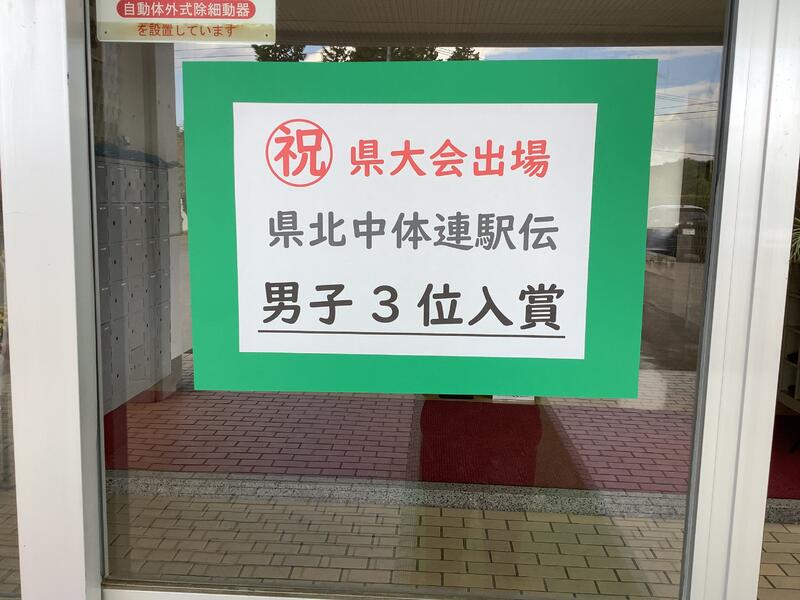 自動体外式除細動器
を設置しています
祝 県大会出場
県北中体連駅伝
男子3位入賞